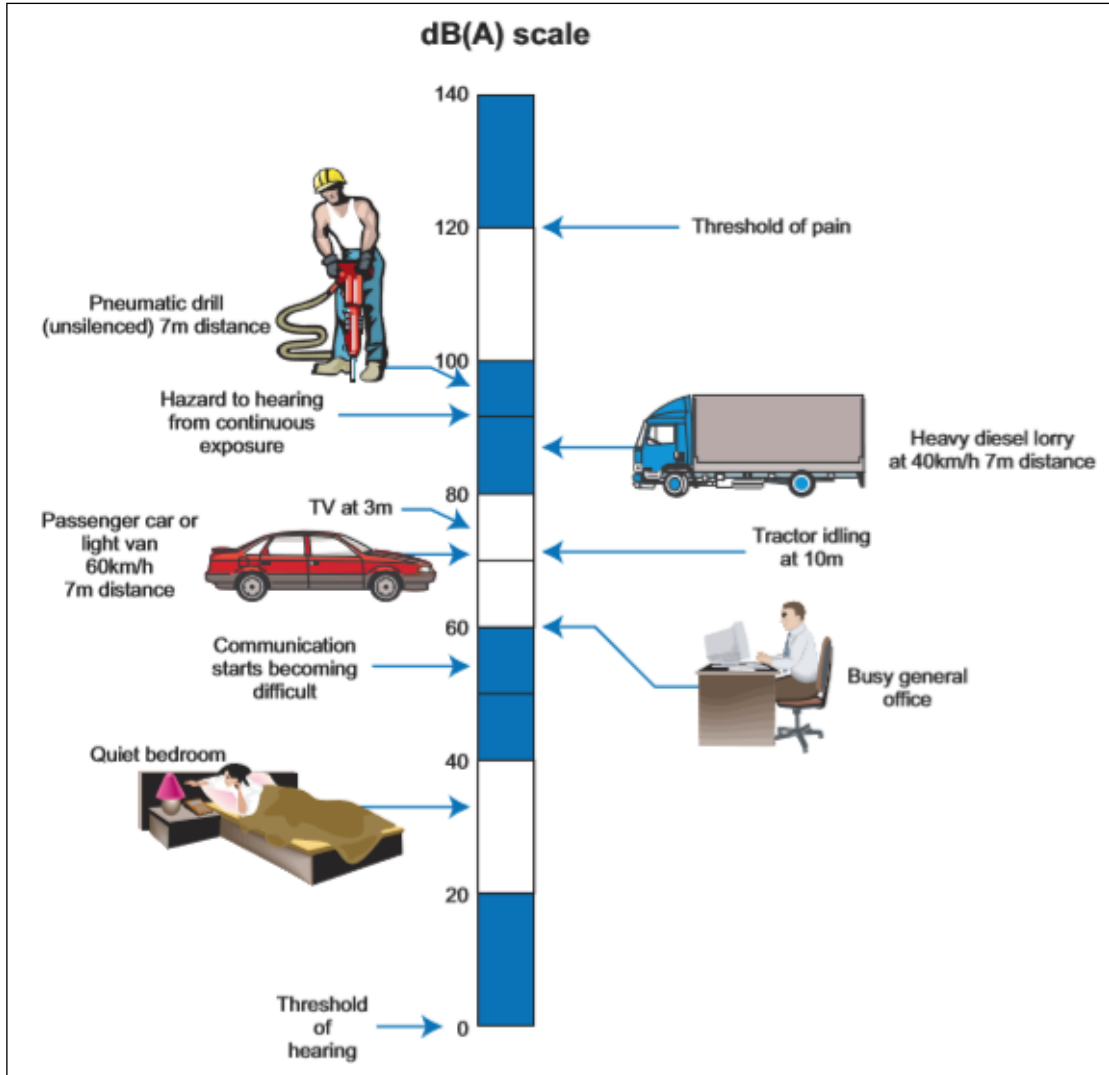 dB(A) scale
140
Threshold of pain
120
Pneumatic drill
(unsilenced) 7m distance
100
Hazard to hearing
from continuous
exposure
Heavy diesel lorry
at 40km/h 7m distance
80
TV at 3m
Passenger car or
light van
60km/h
7m distance
Tractor idling
at 10m
60
Communication
starts becoming
difficult
Busy general
office
40
Quiet bedroom
20
Threshold
of
hearing
0